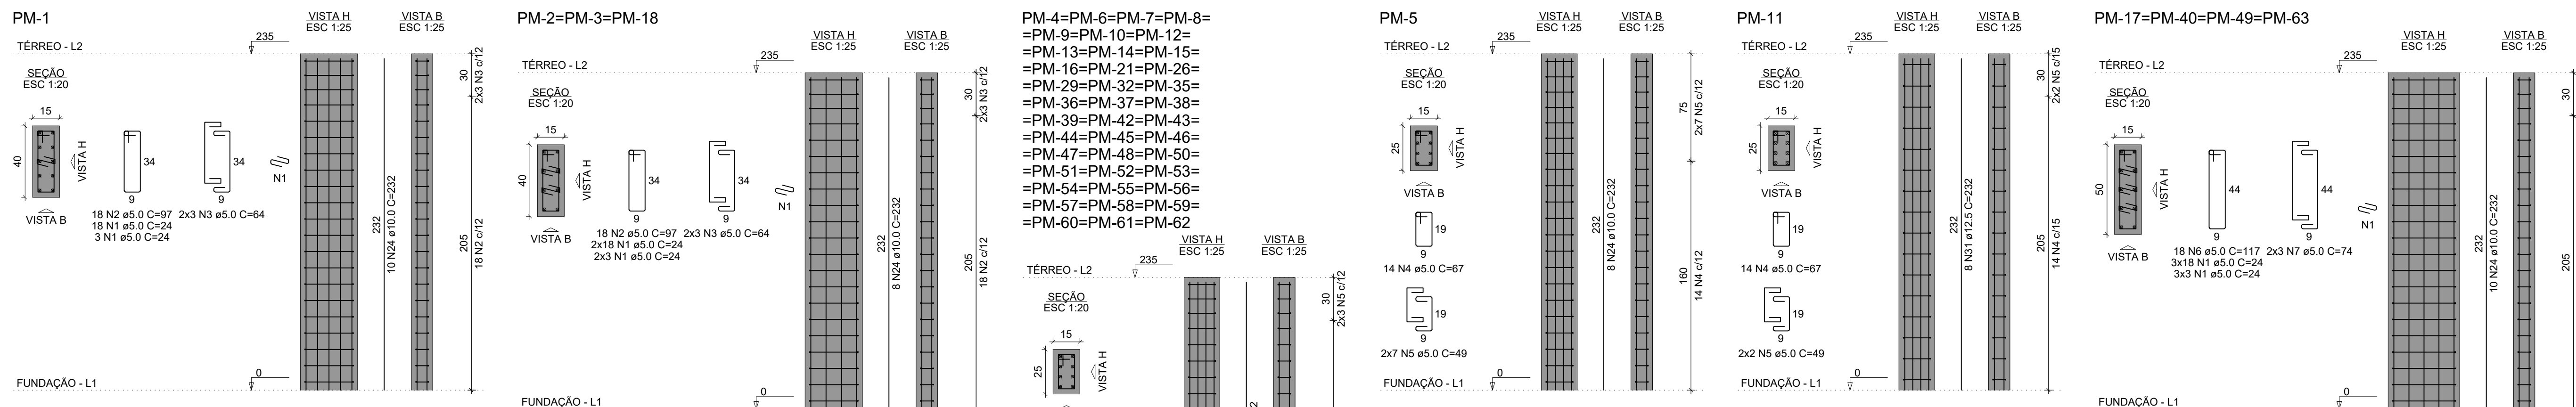 PM-1
VISTA H
ESC 1:25
VISTA B
ESC 1:25
TÉRREO - L2
235
SEÇÃO
ESC 1:20
15
40
VISTA H
VISTA B
34
9
34
9
N1
18 N2 ø5.0 C=97
2x3 N3 ø5.0 C=64
18 N1 ø5.0 C=24
3 N1 ø5.0 C=24
232
10 N24 ø10.0 C=232
30
2x3 N3 c/12
205
18 N2 c/12
FUNDAÇÃO - L1
0
PM-2=PM-3=PM-18
VISTA H
ESC 1:25
VISTA B
ESC 1:25
TÉRREO - L2
235
SEÇÃO
ESC 1:20
15
40
VISTA H
VISTA B
34
9
34
9
N1
18 N2 ø5.0 C=97
2x3 N3 ø5.0 C=64
2x18 N1 ø5.0 C=24
2x3 N1 ø5.0 C=24
232
8 N24 ø10.0 C=232
30
2x3 N3 c/12
205
18 N2 c/12
FUNDAÇÃO - L1
0
PM-4=PM-6=PM-7=PM-8=
=PM-9=PM-10=PM-12=
=PM-13=PM-14=PM-15=
=PM-16=PM-21=PM-26=
=PM-29=PM-32=PM-35=
=PM-36=PM-37=PM-38=
=PM-39=PM-42=PM-43=
=PM-44=PM-45=PM-46=
=PM-47=PM-48=PM-50=
=PM-51=PM-52=PM-53=
=PM-54=PM-55=PM-56=
=PM-57=PM-58=PM-59=
=PM-60=PM-61=PM-62
VISTA H
ESC 1:25
VISTA B
ESC 1:25
TÉRREO - L2
235
SEÇÃO
ESC 1:20
15
25
VISTA H
30
2x3 N5 c/12
PM-5
VISTA H
ESC 1:25
VISTA B
ESC 1:25
TÉRREO - L2
235
SEÇÃO
ESC 1:20
15
25
VISTA H
VISTA B
19
9
14 N4 ø5.0 C=67
19
9
2x7 N5 ø5.0 C=49
232
8 N24 ø10.0 C=232
75
2x7 N5 c/12
160
14 N4 c/12
FUNDAÇÃO - L1
0
PM-11
VISTA H
ESC 1:25
VISTA B
ESC 1:25
TÉRREO - L2
235
SEÇÃO
ESC 1:20
15
25
VISTA H
VISTA B
19
9
14 N4 ø5.0 C=67
19
9
2x2 N5 ø5.0 C=49
232
8 N31 ø12.5 C=232
30
2x2 N5 c/15
205
14 N4 c/15
FUNDAÇÃO - L1
0
PM-17=PM-40=PM-49=PM-63
VISTA H
ESC 1:25
VISTA B
ESC 1:25
TÉRREO - L2
235
SEÇÃO
ESC 1:20
15
50
VISTA H
VISTA B
44
9
44
9
N1
18 N6 ø5.0 C=117
2x3 N7 ø5.0 C=74
3x18 N1 ø5.0 C=24
3x3 N1 ø5.0 C=24
232
10 N24 ø10.0 C=232
30
205
FUNDAÇÃO - L1
0